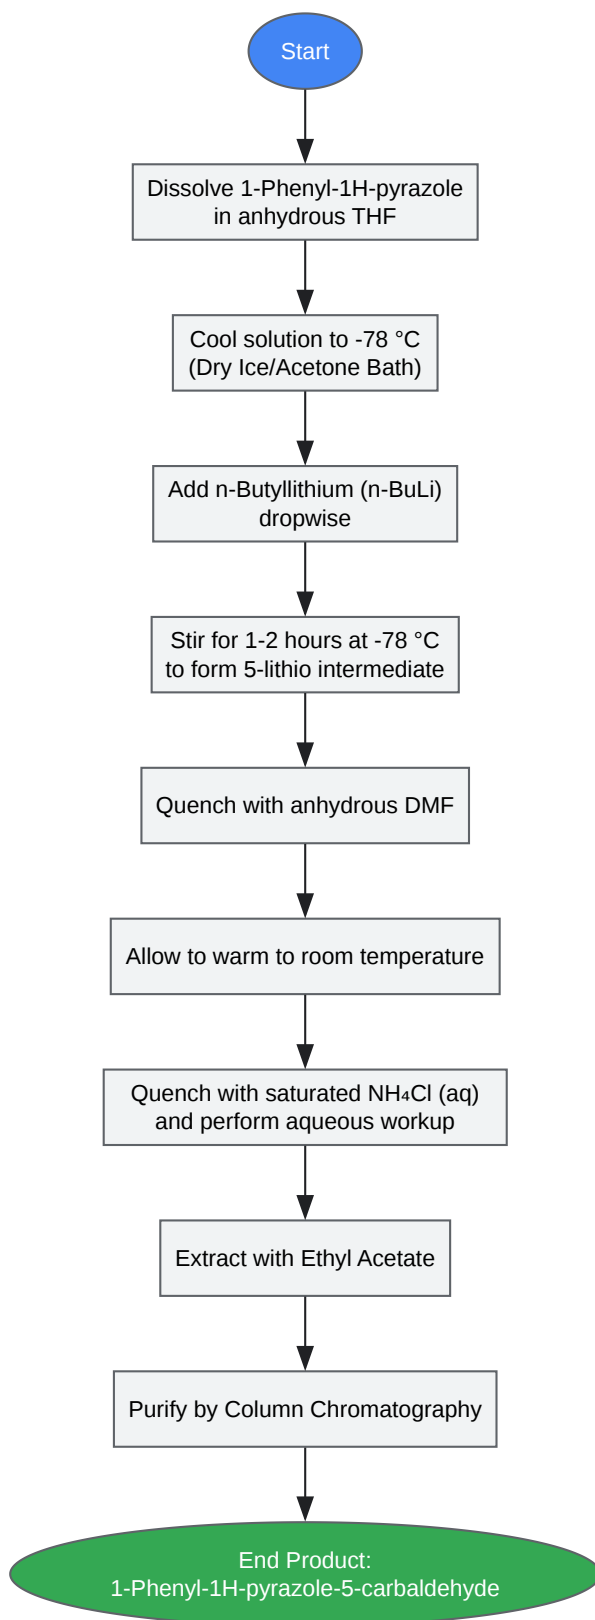 Start
Dissolve 1-Phenyl-1H-pyrazole
in anhydrous THF
Cool solution to -78 °C
(Dry Ice/Acetone Bath)
Add n-Butyllithium (n-BuLi)
dropwise
Stir for 1-2 hours at -78 °C
to form 5-lithio intermediate
Quench with anhydrous DMF
Allow to warm to room temperature
Quench with saturated NH₄Cl (aq)
and perform aqueous workup
Extract with Ethyl Acetate
Purify by Column Chromatography
End Product:
1-Phenyl-1H-pyrazole-5-carbaldehyde